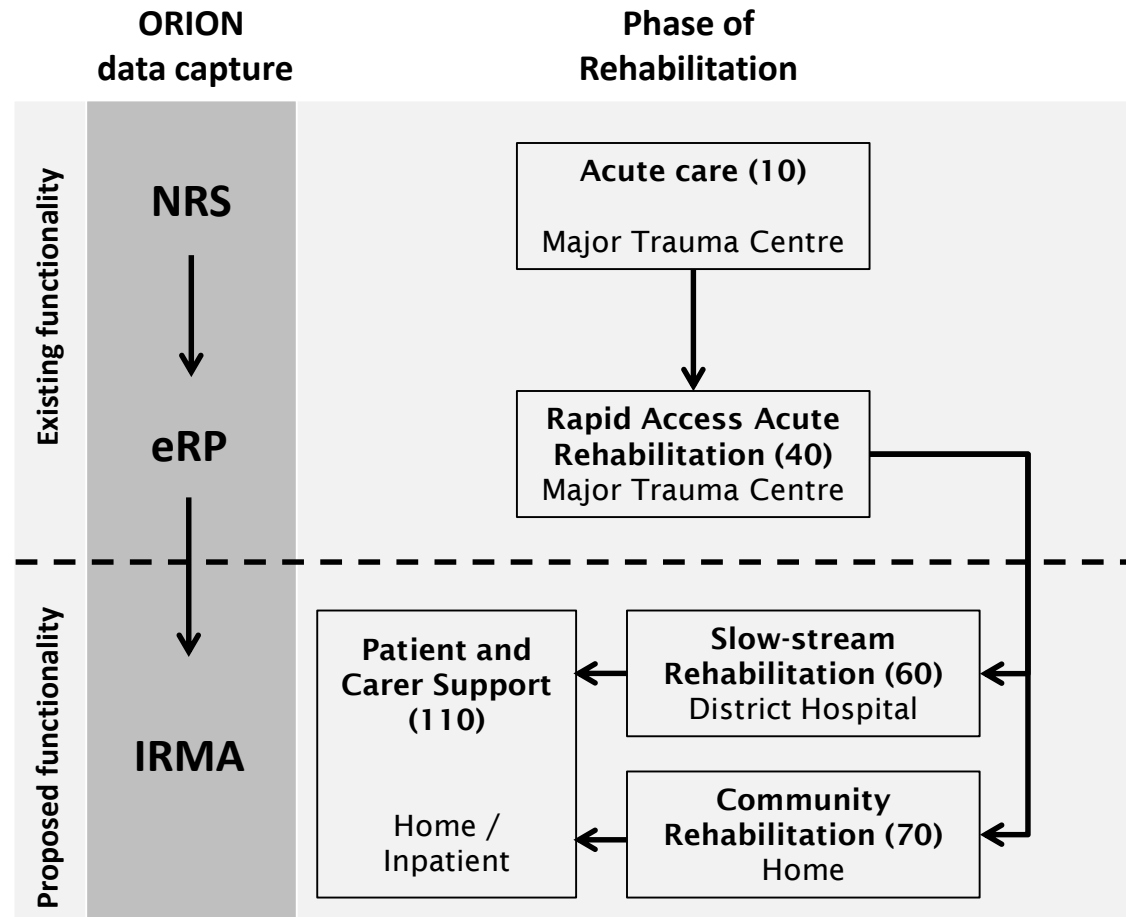 ORION
data capture
Phase of
Rehabilitation
Existing functionality
NRS
eRP
Acute care (10)
Major Trauma Centre
Rapid Access Acute
Rehabilitation (40)
Major Trauma Centre
Proposed functionality
IRMA
Patient and
Carer Support
(110)
Home /
Inpatient
Slow-stream
Rehabilitation (60)
District Hospital
Community
Rehabilitation (70)
Home